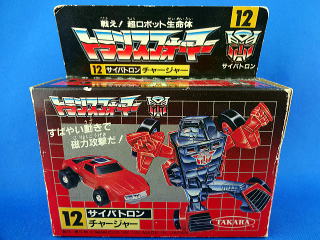 戦え!超ロボット生命体
トランスフォーマー
12
12 サイバトロン チャージャー
サイバトロン
トランスフォーマー
すばやい動きで
磁力攻撃だ!
12 サイバトロン
チャージャー
TAKARA